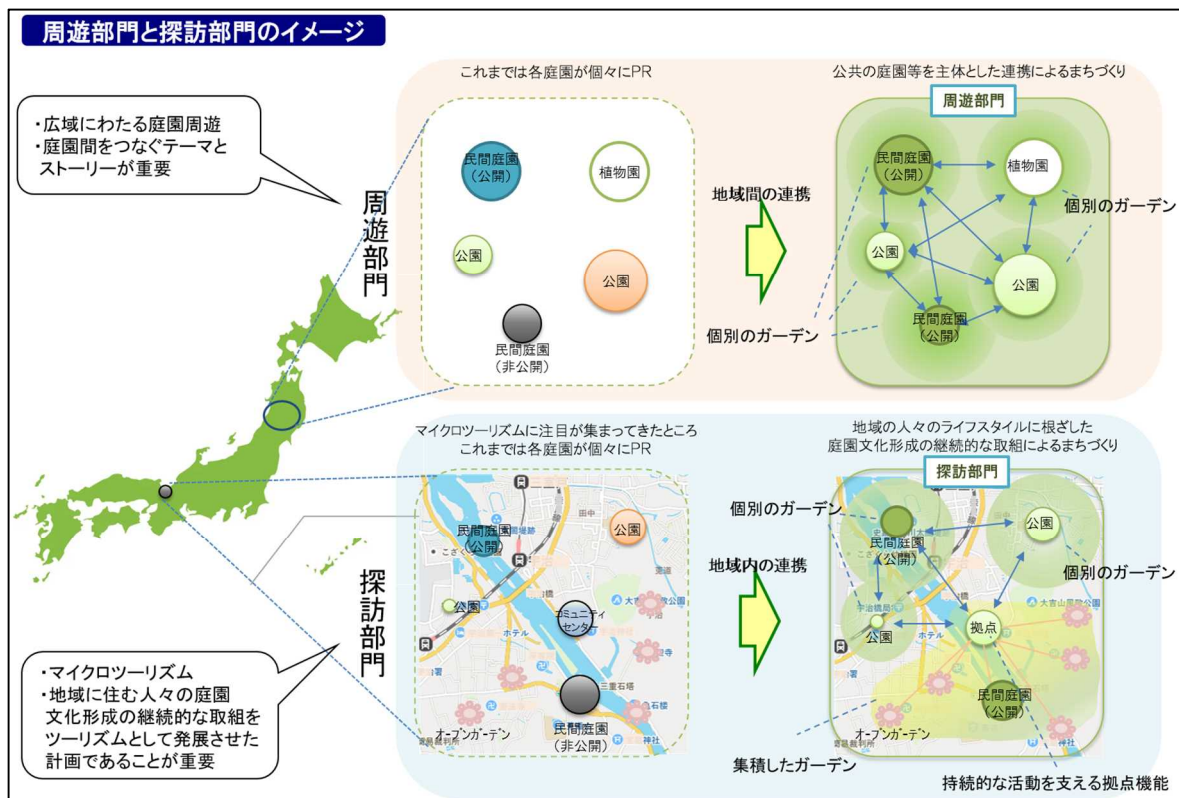 周遊部門と探訪部門のイメージ
・広域にわたる庭園周遊
・庭園間をつなぐテーマと
ストーリーが重要
周遊部門
これまでは各庭園が個々にPR
民間庭園
(公開)
植物園
公園
公園
民間庭園
(非公開)
地域間の連携
公共の庭園等を主体とした連携によるまちづくり
周遊部門
民間庭園
(公開)
植物園
公園
公園
民間庭園
(公開)
個別のガーデン
個別のガーデン
探訪部門
・マイクロツーリズム
・地域に住む人々の庭園
文化形成の継続的な取組を
ツーリズムとして発展させた
計画であることが重要
マイクロツーリズムに注目が集まってきたところ
これまでは各庭園が個々にPR
田中
民間庭園
(公開)
公園
公園
コミュニティ
センター
ホテル
三重石塔
民間庭園
(非公開)
オープンガーデン
地域内の連携
地域の人々のライフスタイルに根ざした
庭園文化形成の継続的な取組によるまちづくり
探訪部門
個別のガーデン
民間庭園
(公開)
公園
個別のガーデン
大吉山風致公園
公園
拠点
ホテル
民間庭園
(公開)
オープンガーデン
集積したガーデン
持続的な活動を支える拠点機能